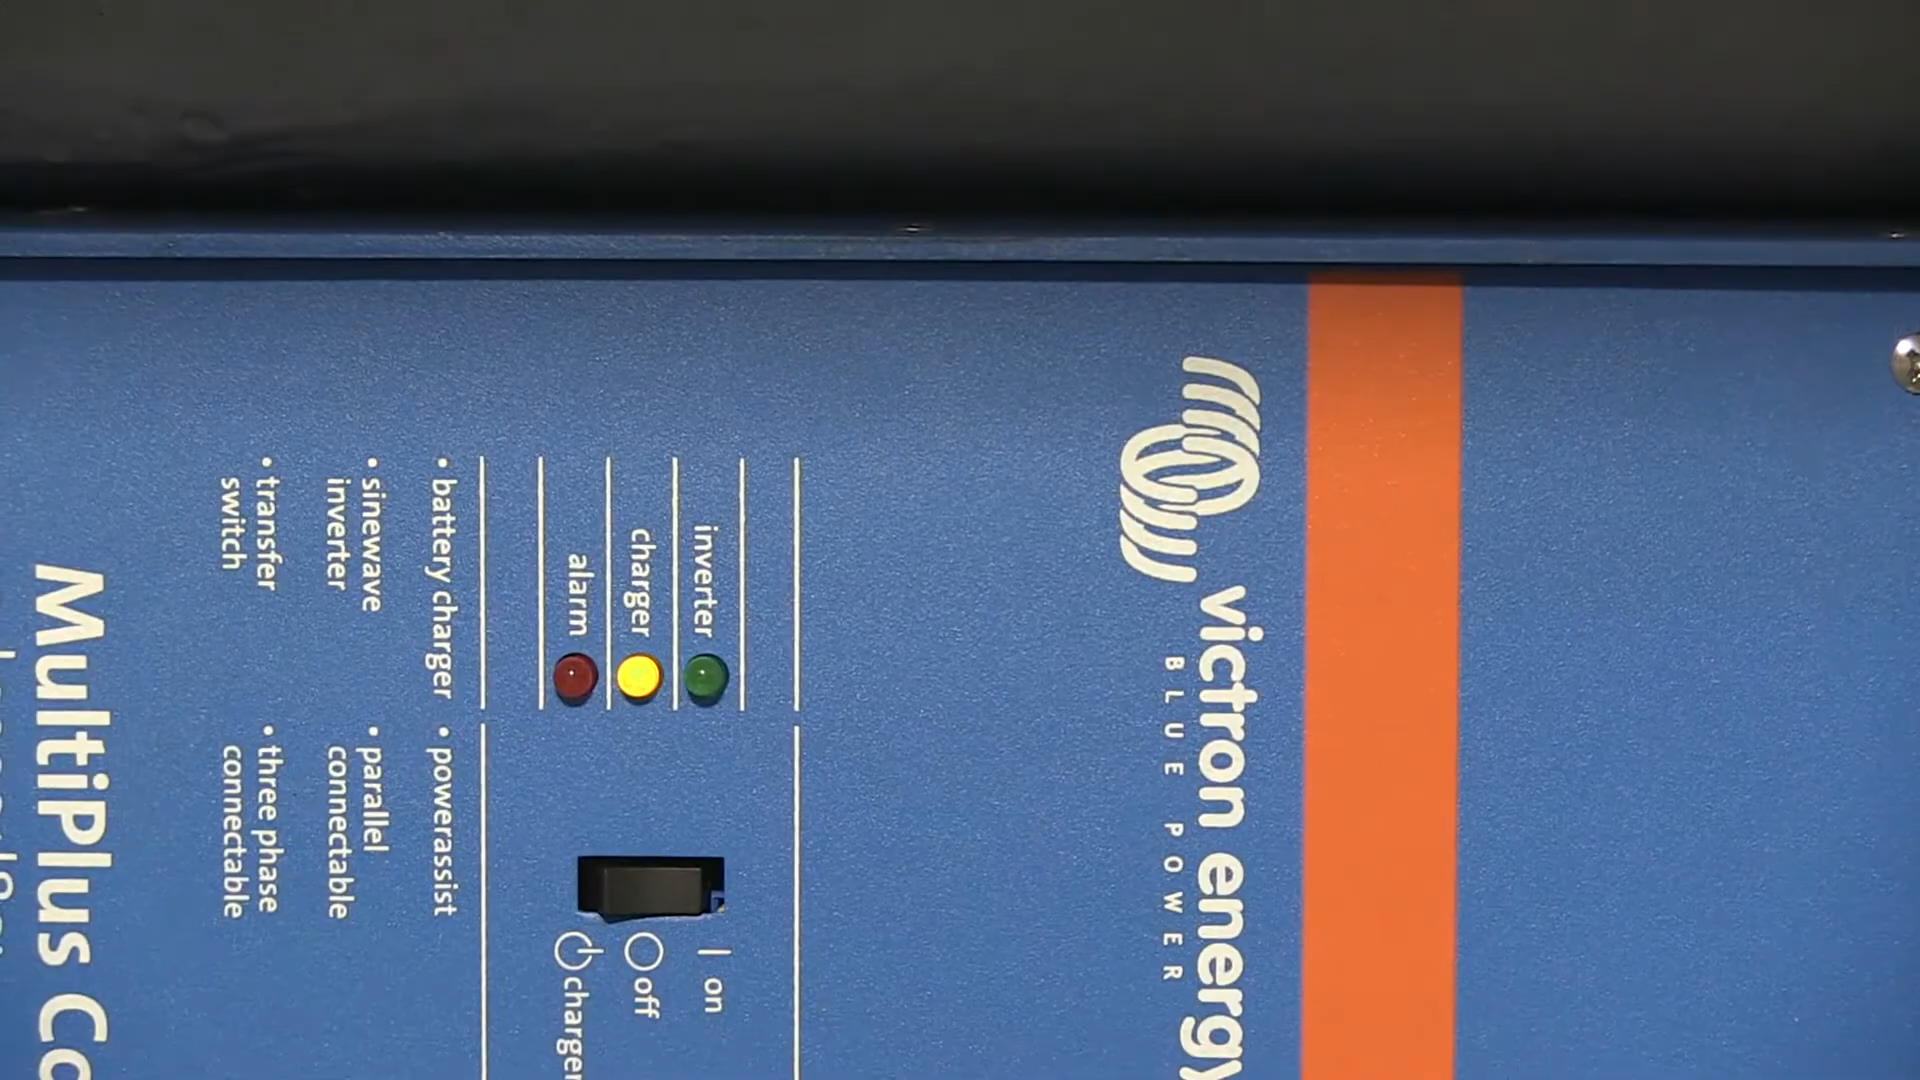 victron energy
BLUE POWER
inverter
charger
alarm
on
off
charger
• battery charger
• powerassist
• sinewave
inverter
• parallel
connectable
• transfer
switch
• three phase
connectable
MultiPlus Co